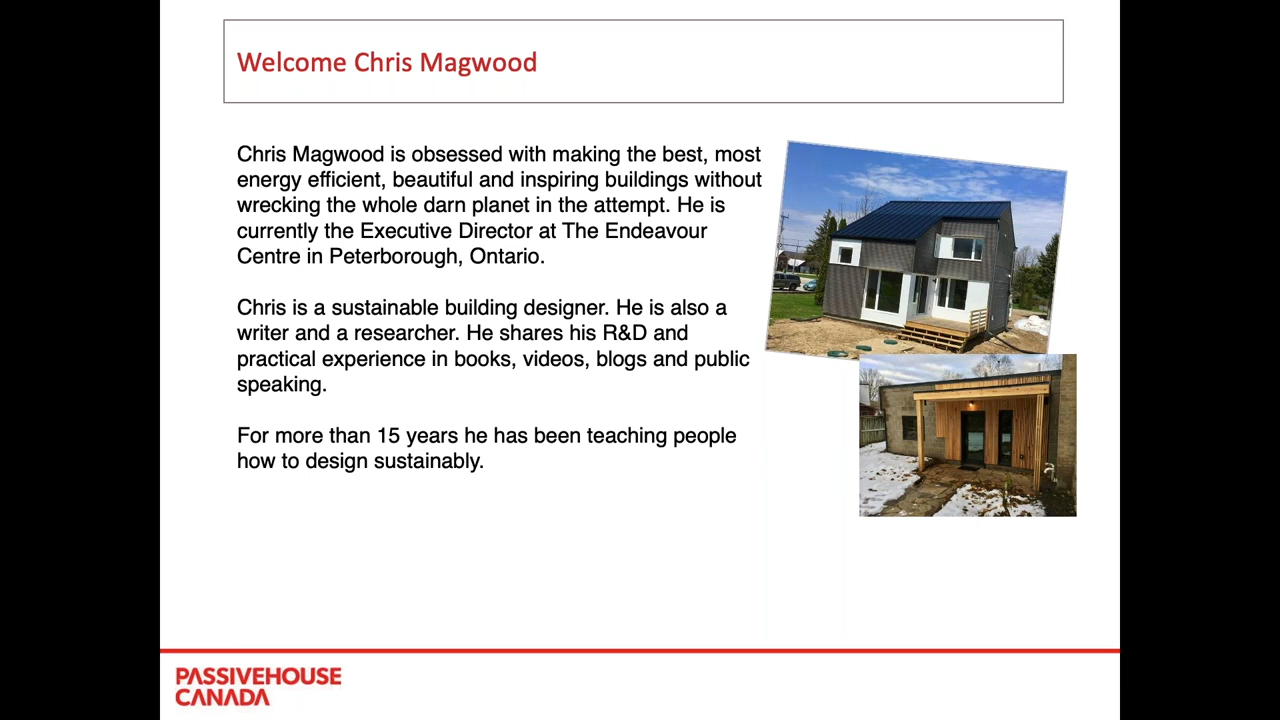 Welcome Chris Magwood
Chris Magwood is obsessed with making the best, most
energy efficient, beautiful and inspiring buildings without
wrecking the whole darn planet in the attempt. He is
currently the Executive Director at The Endeavour
Centre in Peterborough, Ontario.
Chris is a sustainable building designer. He is also a
writer and a researcher. He shares his R&D and
practical experience in books, videos, blogs and public
speaking.
For more than 15 years he has been teaching people
how to design sustainably.
PASSIVEHOUSE
CANADA